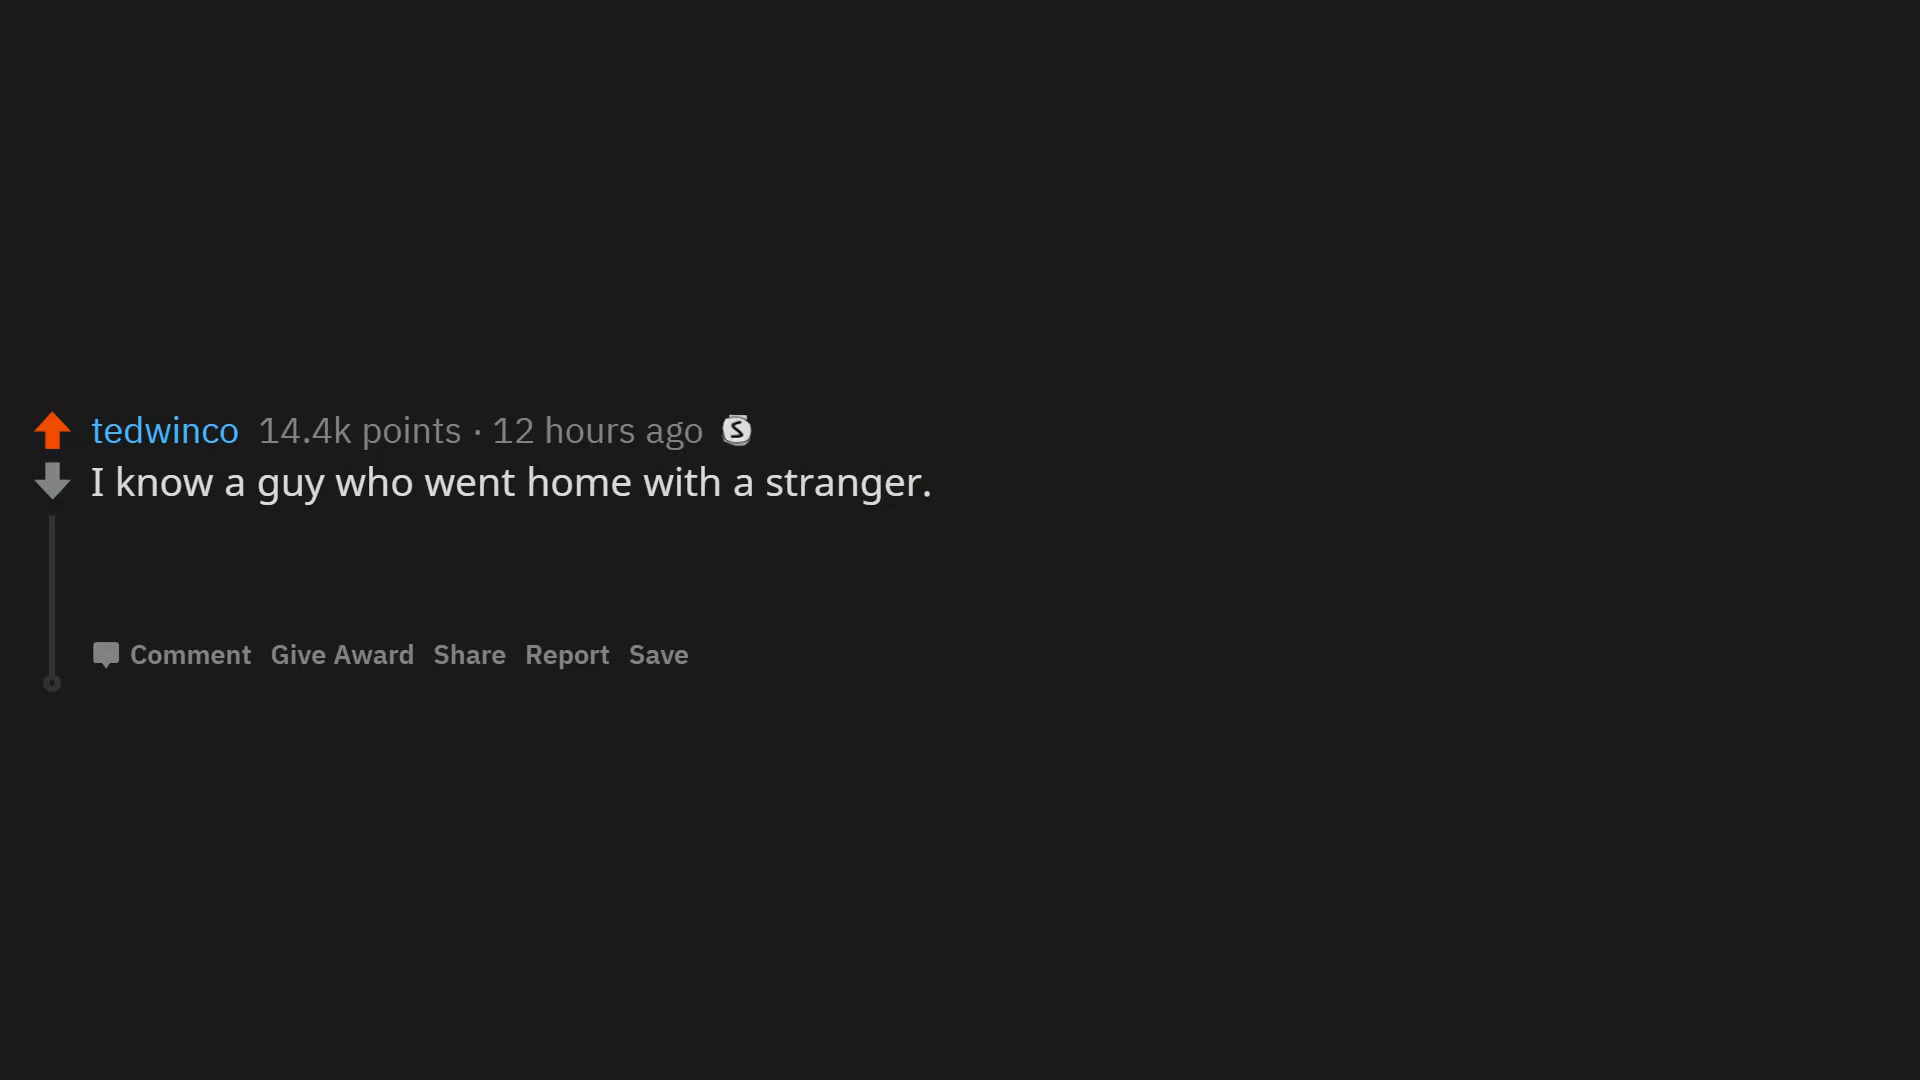 tedwinco 14.4k points · 12 hours ago S
I know a guy who went home with a stranger.
Comment Give Award Share Report Save